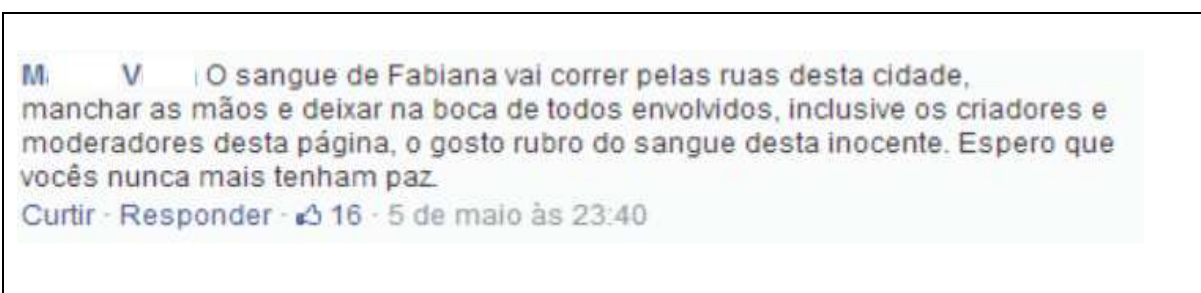 M V O sangue de Fabiana vai correr pelas ruas desta cidade,
manchar as mãos e deixar na boca de todos envolvidos, inclusive os criadores e
moderadores desta página, o gosto rubro do sangue desta inocente. Espero que
vocês nunca mais tenham paz.
Curtir · Responder · 16 · 5 de maio às 23:40